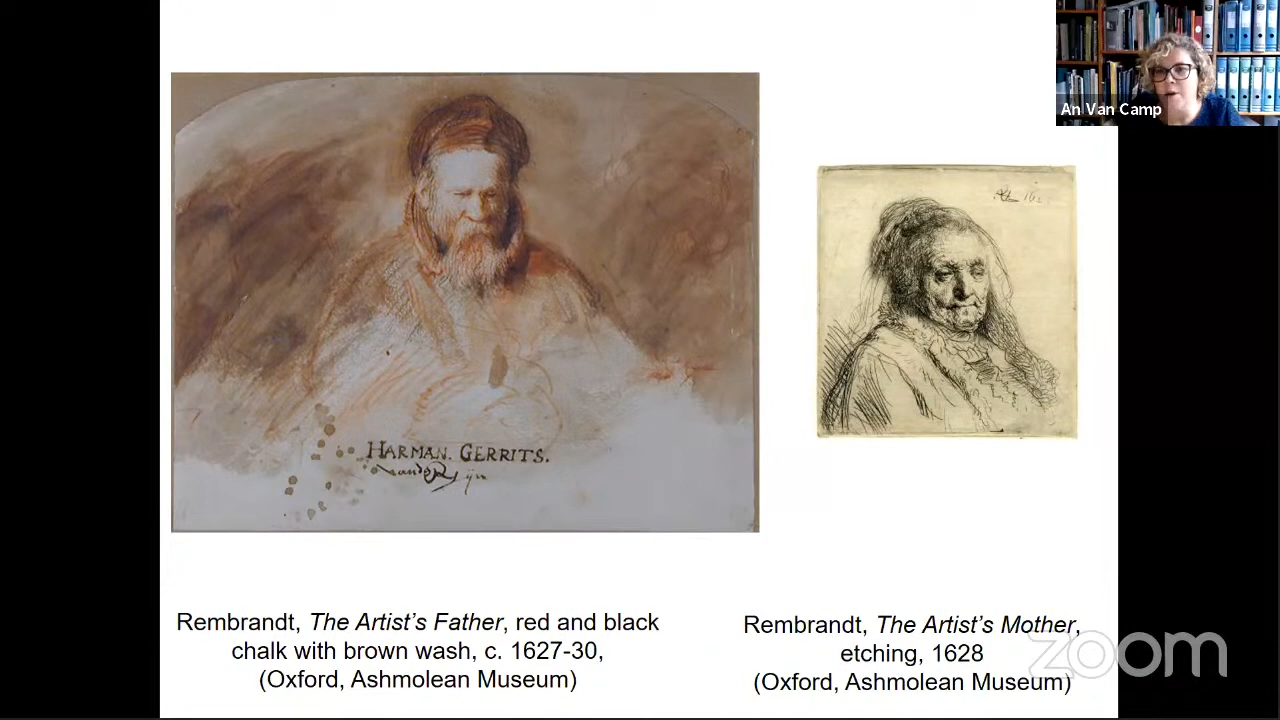 An Van Camp
HARMAN. GERRITS.
vandeRijn
Rembrandt, The Artist’s Father, red and black
chalk with brown wash, c. 1627-30,
(Oxford, Ashmolean Museum)
Rembrandt, The Artist’s Mother,
etching, 1628
(Oxford, Ashmolean Museum)
zoom